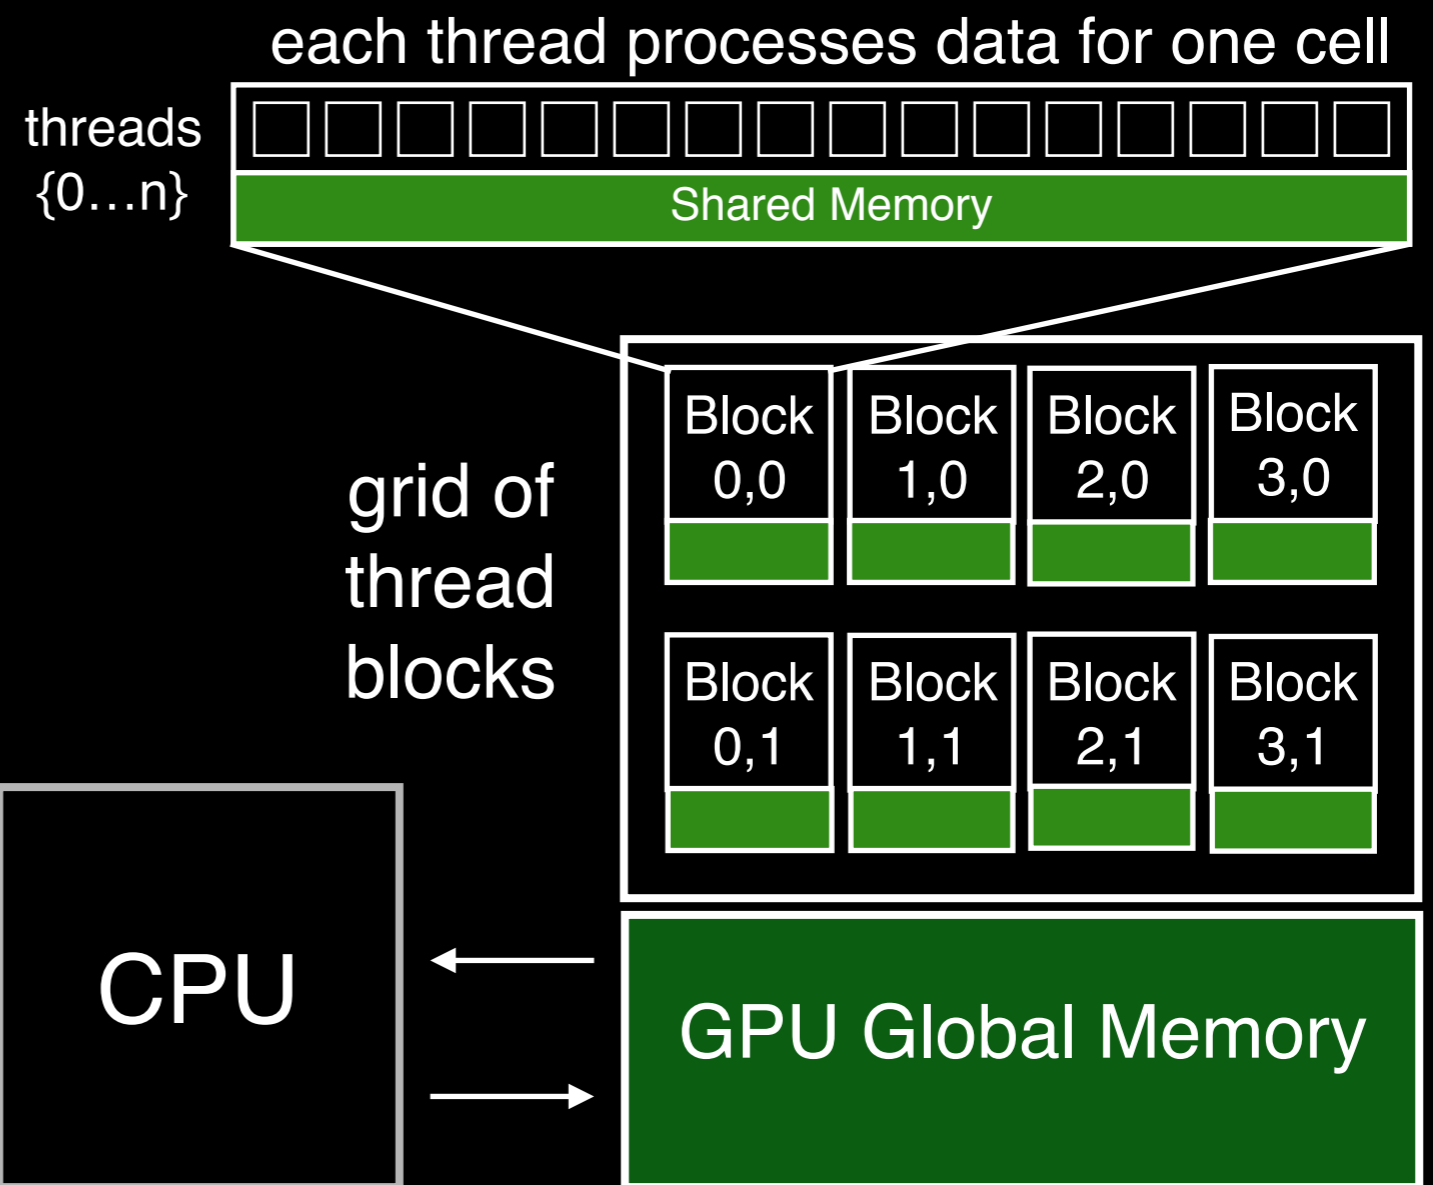 each thread processes data for one cell
threads
{0…n}
Shared Memory
grid of
thread
blocks
Block
0,0
Block
1,0
Block
2,0
Block
3,0
Block
0,1
Block
1,1
Block
2,1
Block
3,1
CPU
GPU Global Memory